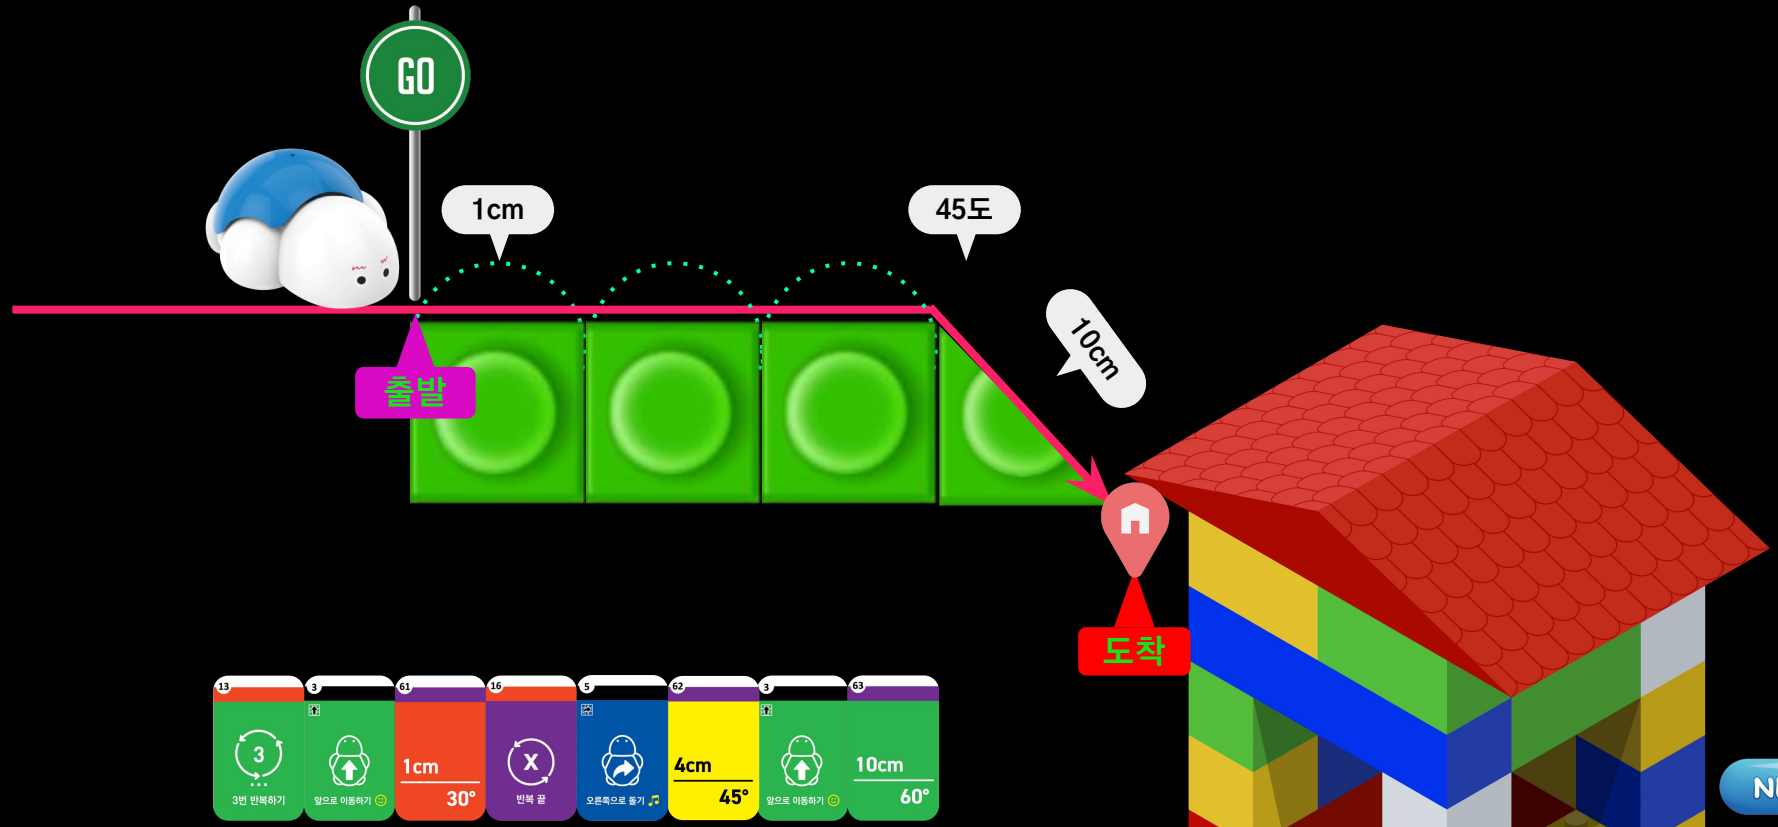 GO
1cm
45도
10cm
출발
도착
13
3
3번 반복하기
3
앞으로 이동하기
61
1cm
30°
16
X
반복 끝
5
오른쪽으로 돌기
62
4cm
45°
3
앞으로 이동하기
63
10cm
60°